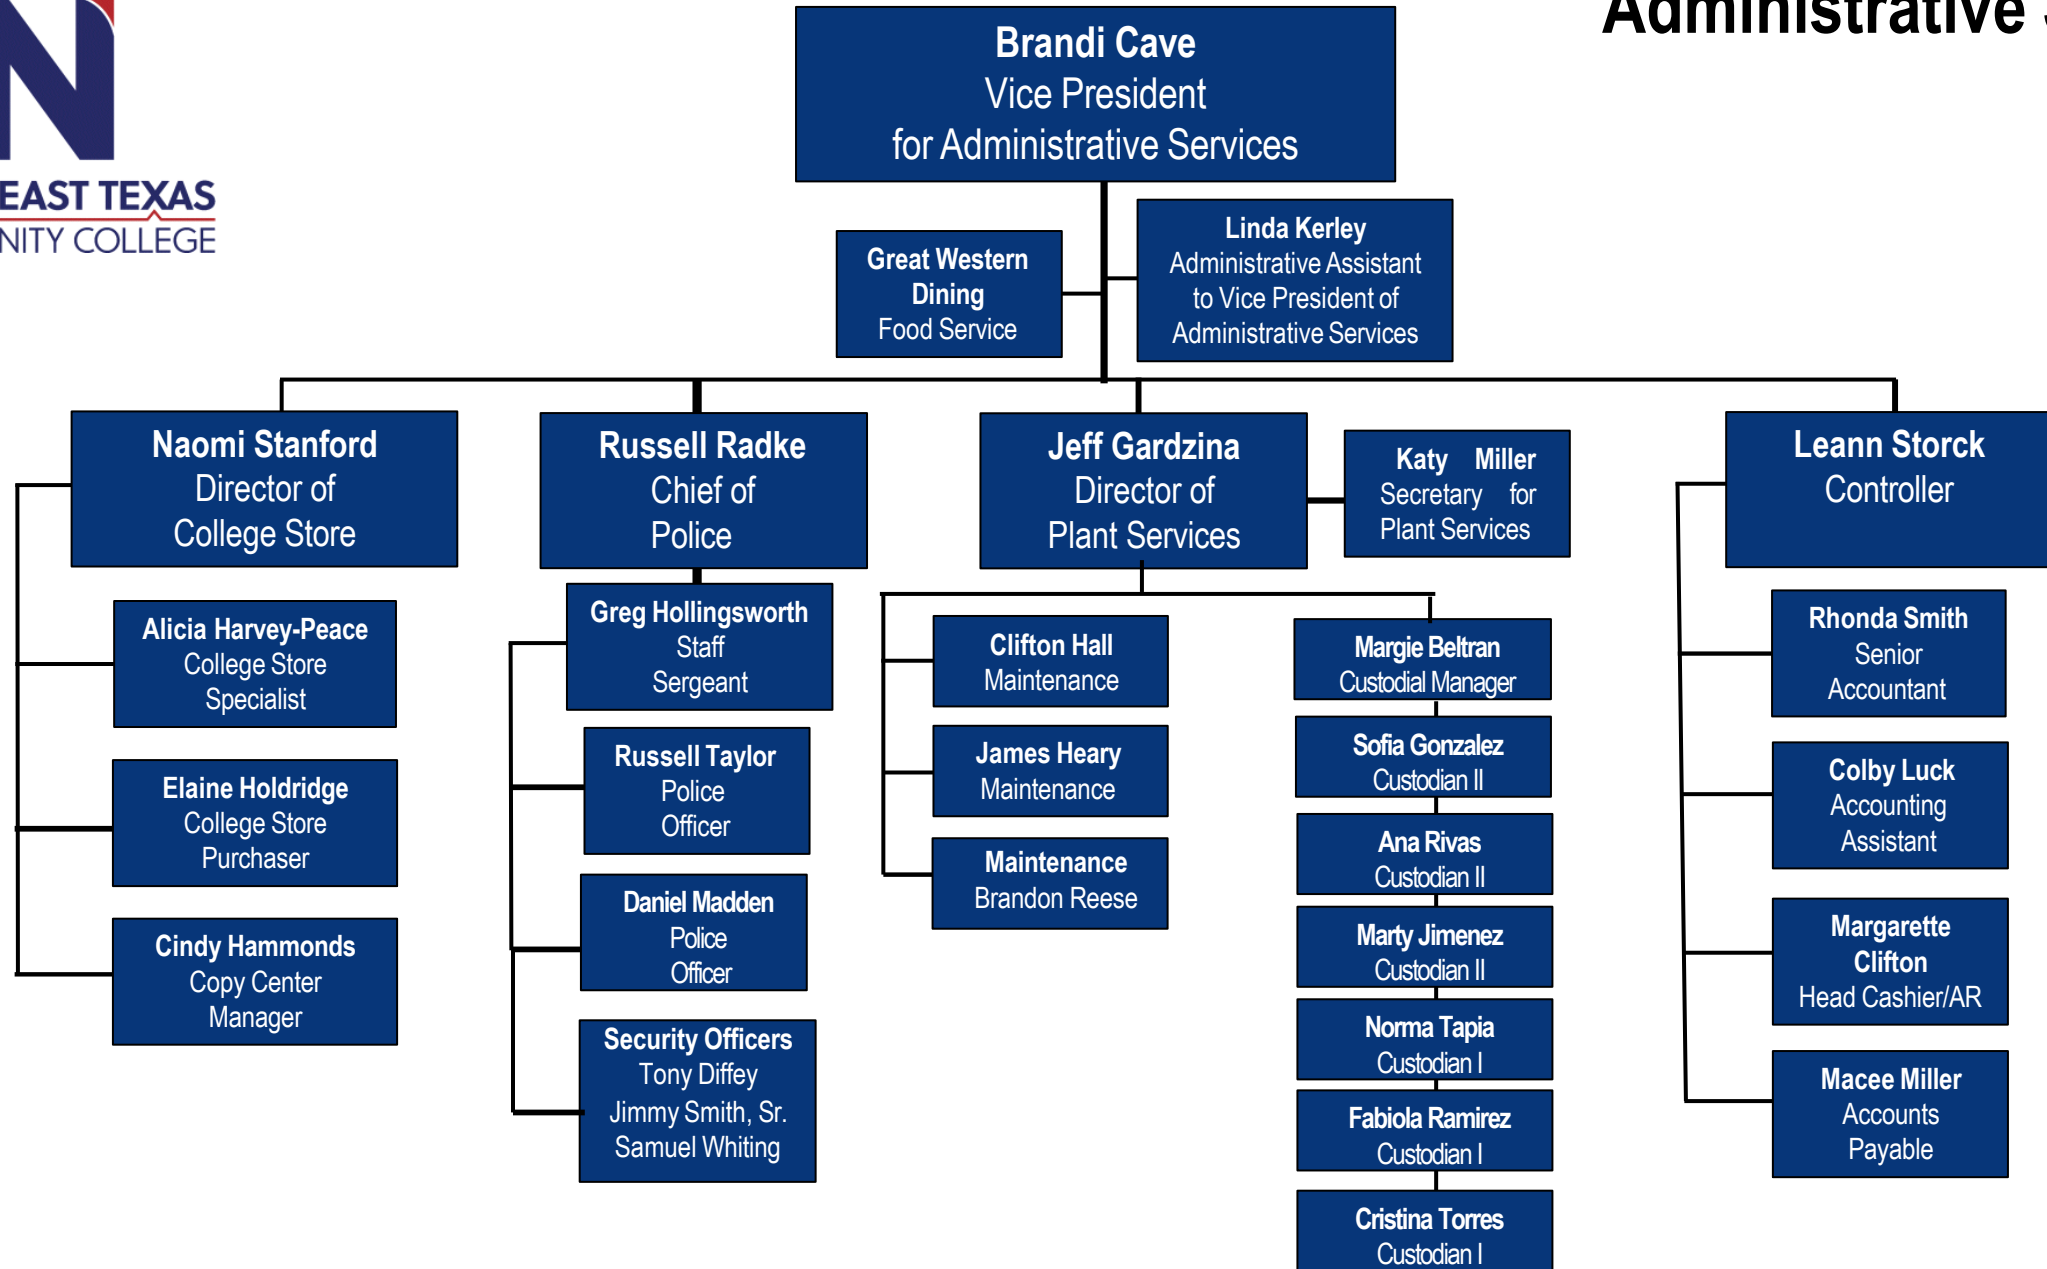 Administrative
EAST TEXAS
NITY COLLEGE
Brandi Cave
Vice President
for Administrative Services
Great Western
Dining
Food Service
Linda Kerley
Administrative Assistant
to Vice President of
Administrative Services
Naomi Stanford
Director of
College Store
Alicia Harvey-Peace
College Store
Specialist
Elaine Holdridge
College Store
Purchaser
Cindy Hammonds
Copy Center
Manager
Russell Radke
Chief of
Police
Greg Hollingsworth
Staff
Sergeant
Russell Taylor
Police
Officer
Daniel Madden
Police
Officer
Security Officers
Tony Diffey
Jimmy Smith, Sr.
Samuel Whiting
Jeff Gardzina
Director of
Plant Services
Katy Miller
Secretary for
Plant Services
Clifton Hall
Maintenance
James Heary
Maintenance
Maintenance
Brandon Reese
Margie Beltran
Custodial Manager
Sofia Gonzalez
Custodian II
Ana Rivas
Custodian II
Marty Jimenez
Custodian II
Norma Tapia
Custodian I
Fabiola Ramirez
Custodian I
Cristina Torres
Custodian I
Leann Storck
Controller
Rhonda Smith
Senior
Accountant
Colby Luck
Accounting
Assistant
Margarette
Clifton
Head Cashier/AR
Macee Miller
Accounts
Payable